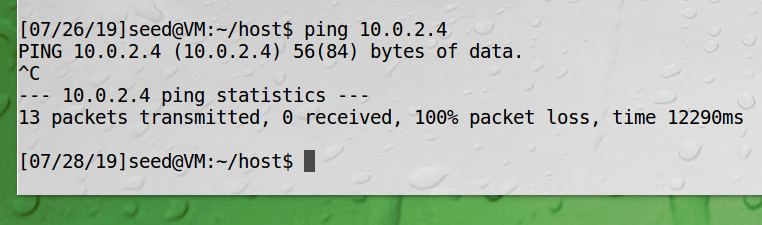 [07/26/19]seed@VM:~/host$ ping 10.0.2.4
PING 10.0.2.4 (10.0.2.4) 56(84) bytes of data.
^C
--- 10.0.2.4 ping statistics ---
13 packets transmitted, 0 received, 100% packet loss, time 12290ms
[07/28/19]seed@VM:~/host$